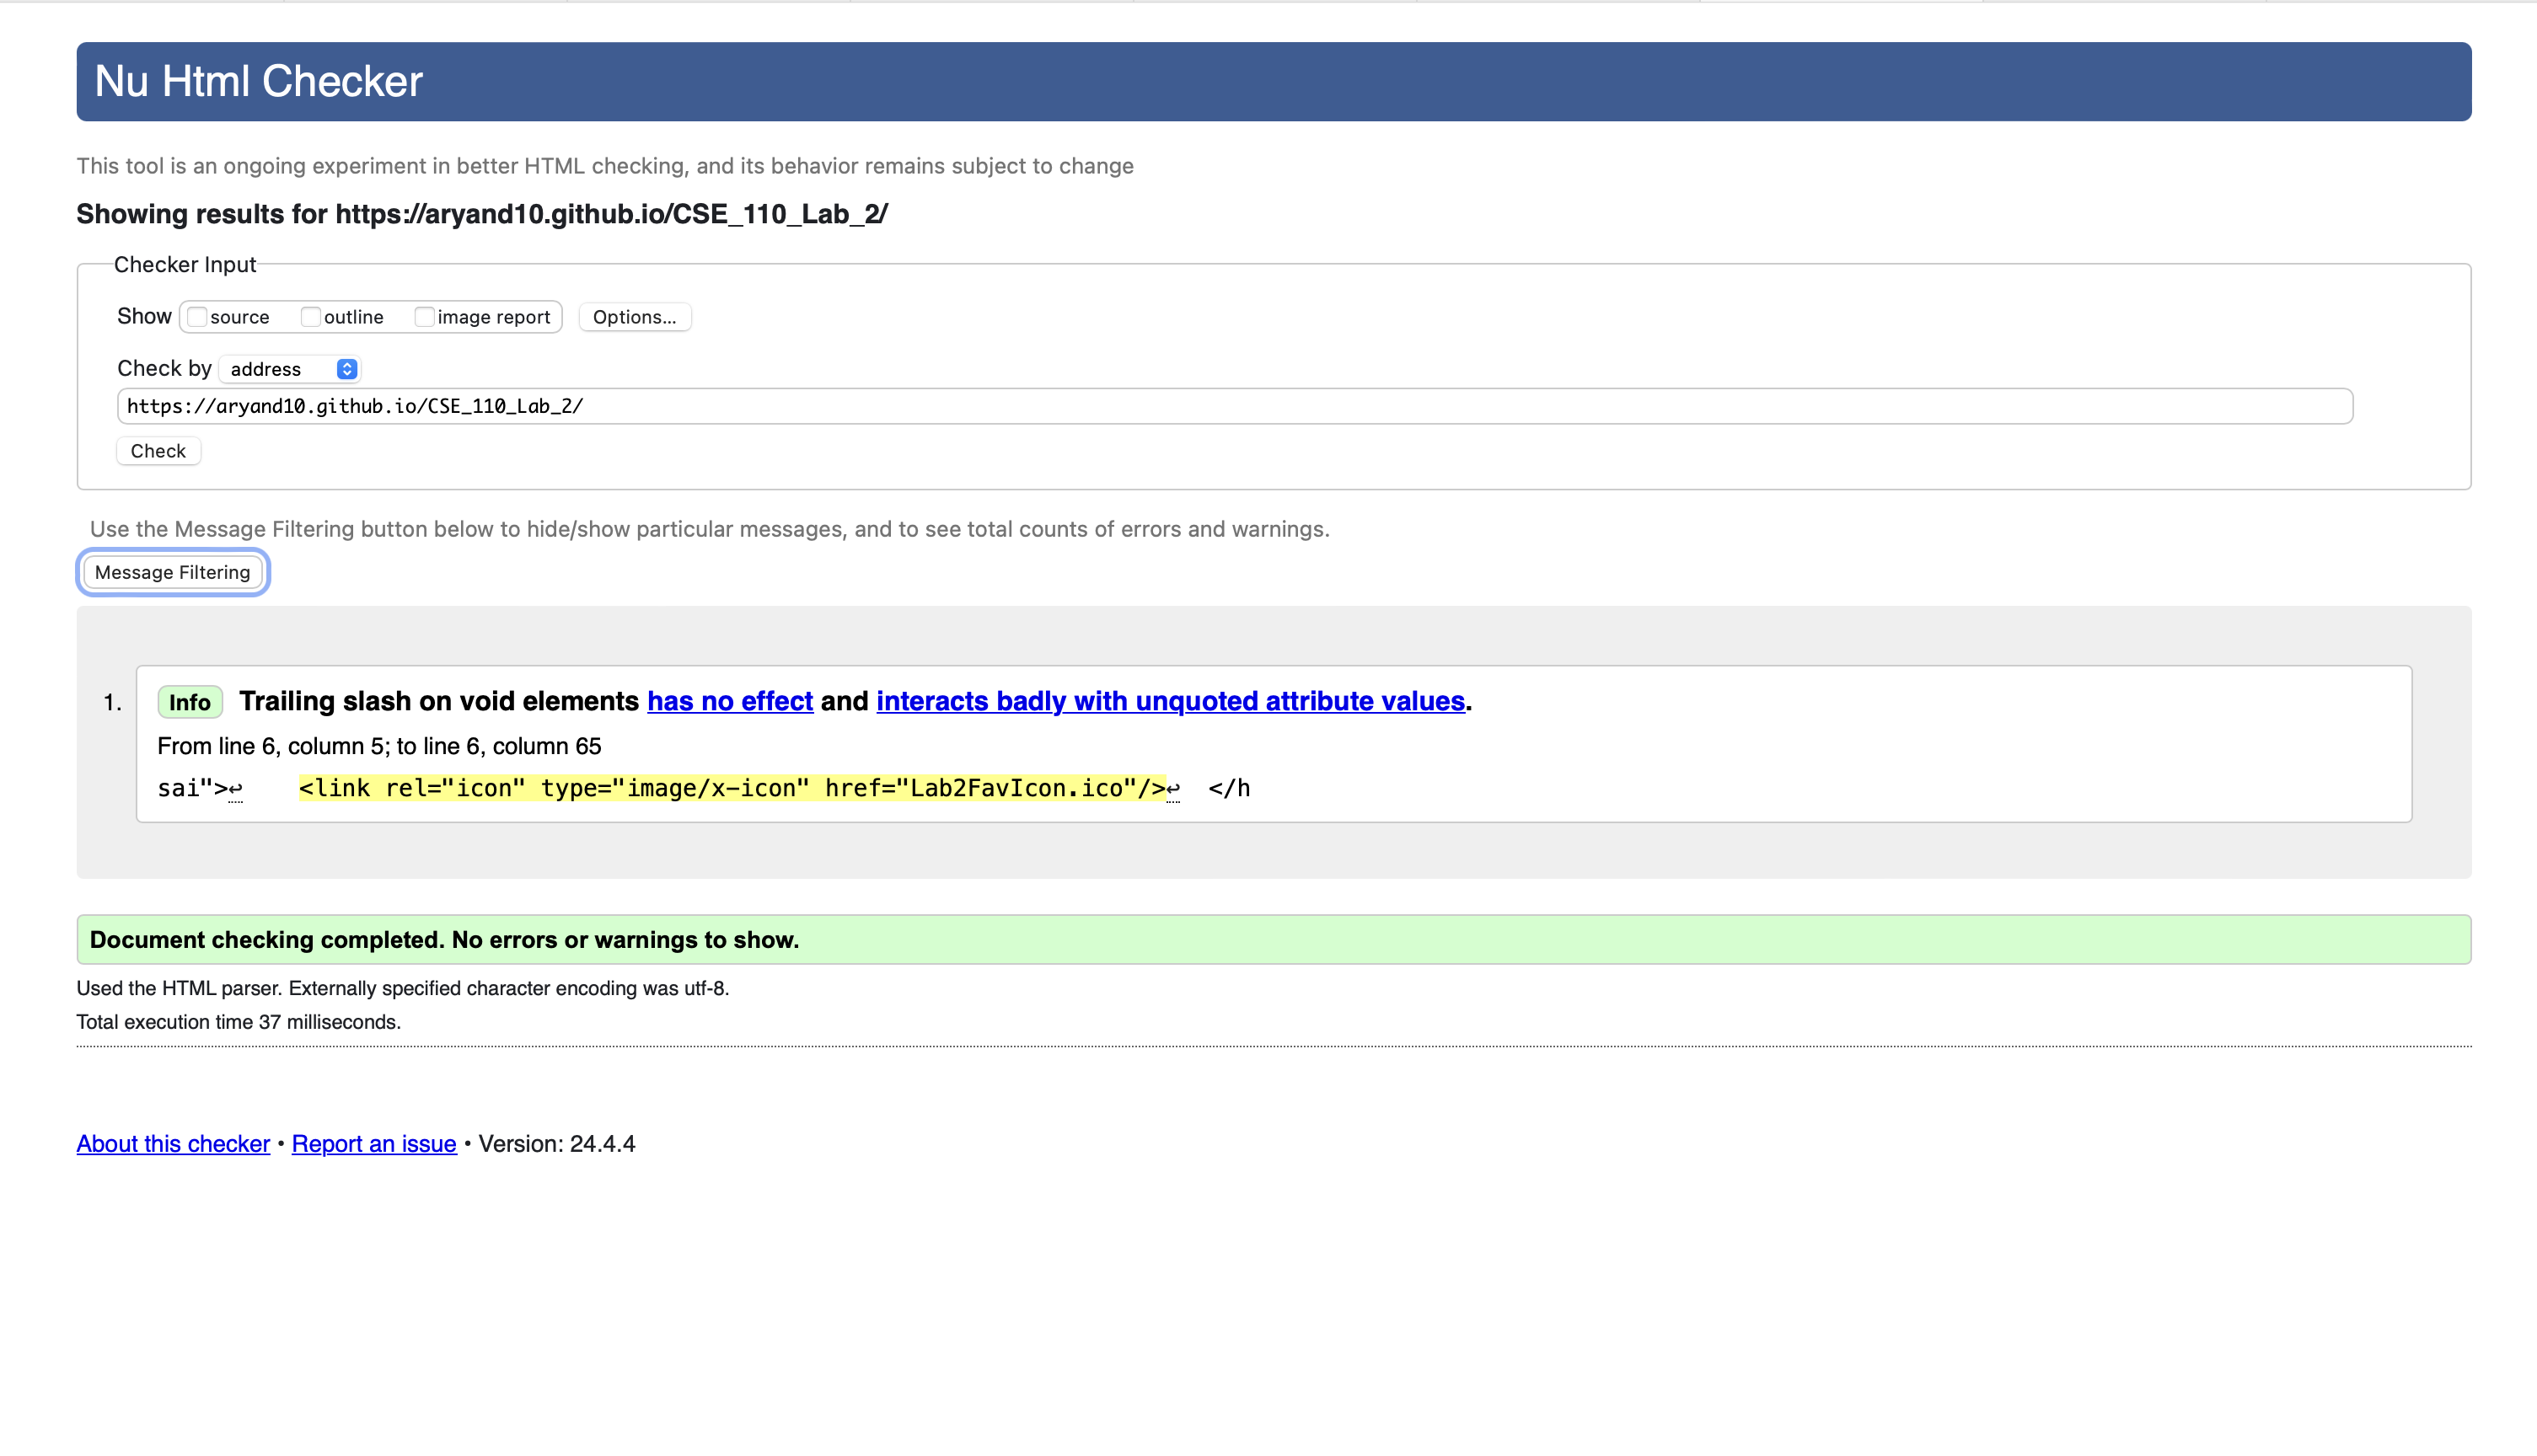 Nu Html Checker
This tool is an ongoing experiment in better HTML checking, and its behavior remains subject to change
Showing results for https://aryand10.github.io/CSE_110_Lab_2/
Checker Input
Show source outline image report Options...
Check by address
https://aryand10.github.io/CSE_110_Lab_2/
Check
Use the Message Filtering button below to hide/show particular messages, and to see total counts of errors and warnings.
Message Filtering
1. Info Trailing slash on void elements has no effect and interacts badly with unquoted attribute values.
From line 6, column 5; to line 6, column 65
sai">↩ <link rel="icon" type="image/x-icon" href="Lab2FavIcon.ico"/>↩ </h
Document checking completed. No errors or warnings to show.
Used the HTML parser. Externally specified character encoding was utf-8.
Total execution time 37 milliseconds.
About this checker • Report an issue • Version: 24.4.4